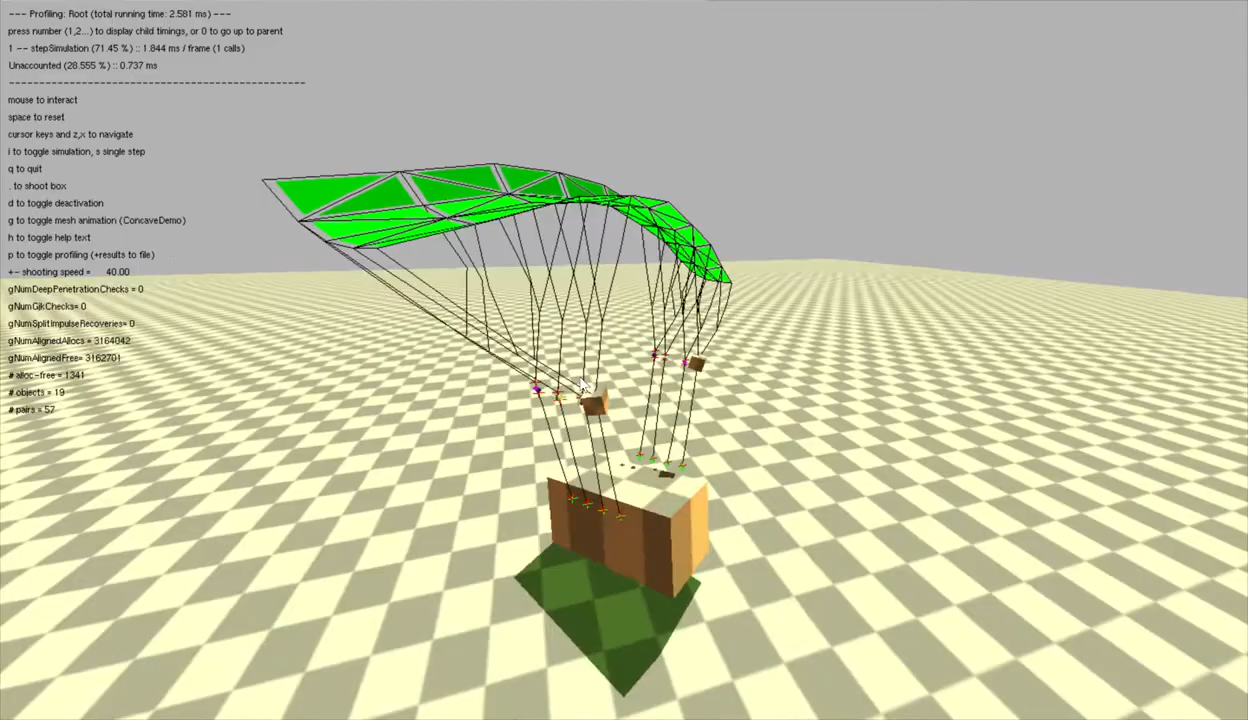 --- Profiling: Root (total running time: 2.581 ms) ---
press number (1,2...) to display child timings, or 0 to go up to parent
1 -- stepSimulation (71.45 %) :: 1.844 ms / frame (1 calls)
Unaccounted (28.555 %) :: 0.737 ms
-------------------------------------------------
mouse to interact
space to reset
cursor keys and z,x to navigate
i to toggle simulation, s single step
q to quit
. to shoot box
d to toggle deactivation
g to toggle mesh animation (ConcaveDemo)
h to toggle help text
p to toggle profiling (+results to file)
+- shooting speed = 40.00
gNumDeepPenetrationChecks = 0
gNumGjkChecks= 0
gNumSplitImpulseRecoveries= 0
gNumAlignedAllocs = 3164042
gNumAlignedFree= 3162701
# alloc-free = 1341
# objects = 19
# pairs = 57